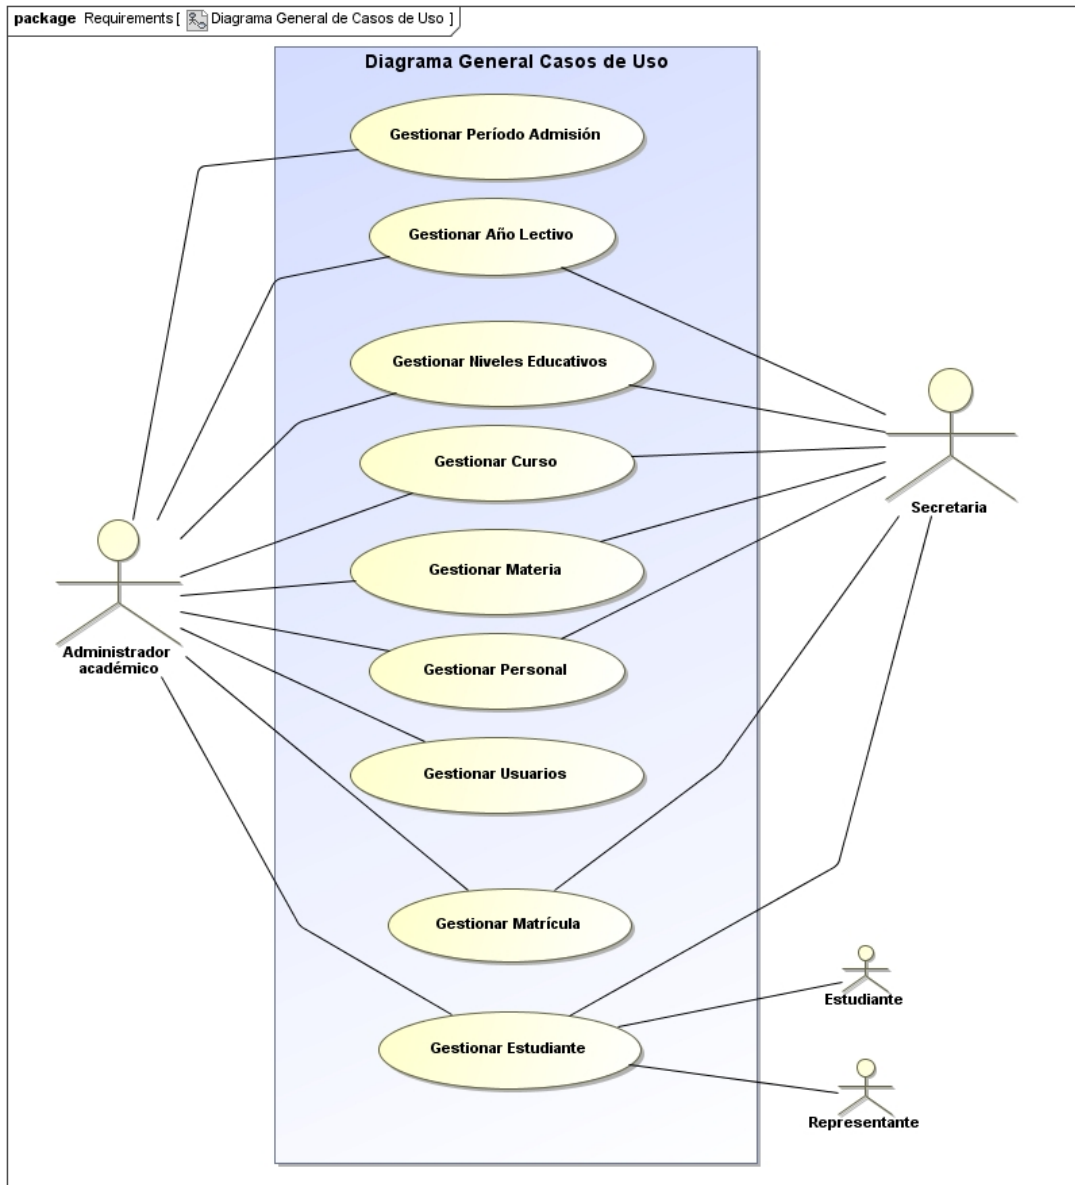 package Requirements [ Diagrama General de Casos de Uso ]
Diagrama General Casos de Uso
Gestionar Período Admisión
Gestionar Año Lectivo
Gestionar Niveles Educativos
Gestionar Curso
Secretaria
Gestionar Materia
Administrador
académico
Gestionar Personal
Gestionar Usuarios
Gestionar Matrícula
Estudiante
Gestionar Estudiante
Representante